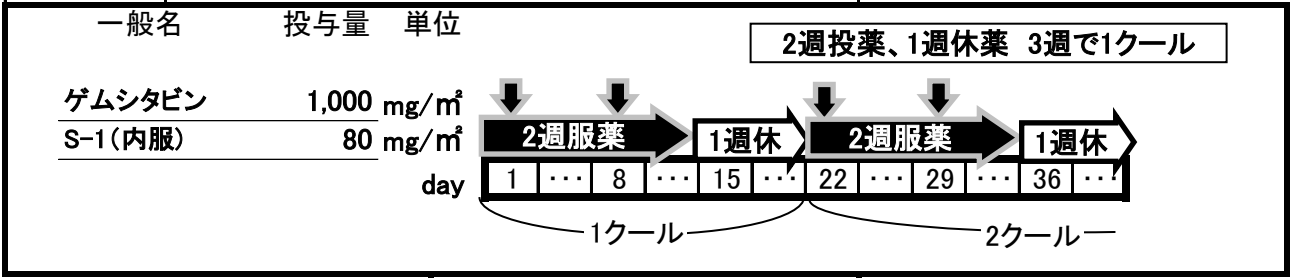 一般名 投与量 単位
2週投薬、1週休薬 3週で1クール
ゲムシタビン 1,000 mg/㎡
S-1(内服) 80 mg/㎡
2週服薬 1週休 2週服薬 1週休
day 1 ・・・ 8 ・・・ 15 ・・・ 22 ・・・ 29 ・・・ 36 ・・・
1クール 2クール